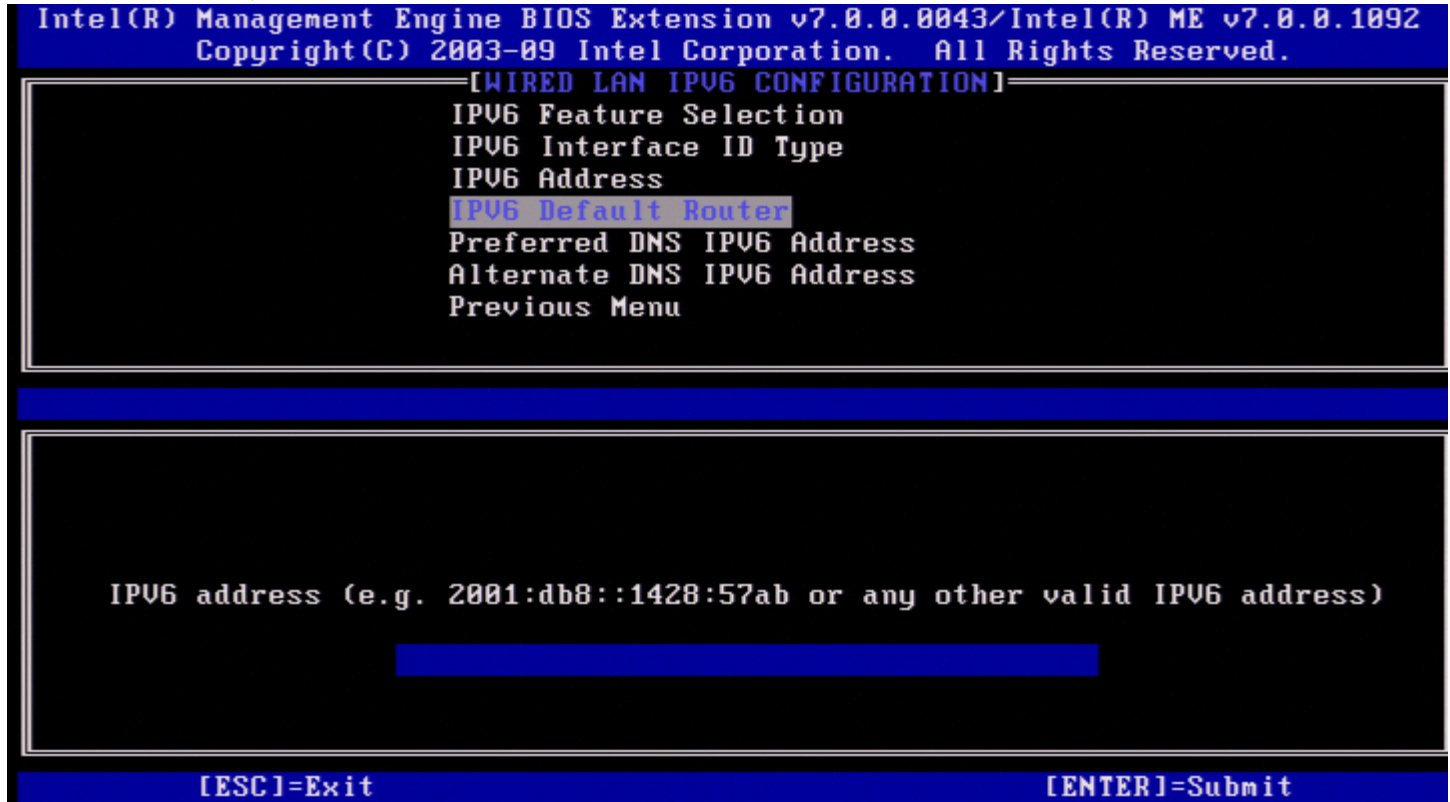 Intel(R) Management Engine BIOS Extension v7.0.0.0043/Intel(R) ME v7.0.0.1092
Copyright(C) 2003-09 Intel Corporation. All Rights Reserved.
[WIRED LAN IPV6 CONFIGURATION]
IPV6 Feature Selection
IPV6 Interface ID Type
IPV6 Address
IPV6 Default Router
Preferred DNS IPV6 Address
Alternate DNS IPV6 Address
Previous Menu
IPV6 address (e.g. 2001:db8::1428:57ab or any other valid IPV6 address)
[ESC]=Exit [ENTER]=Submit